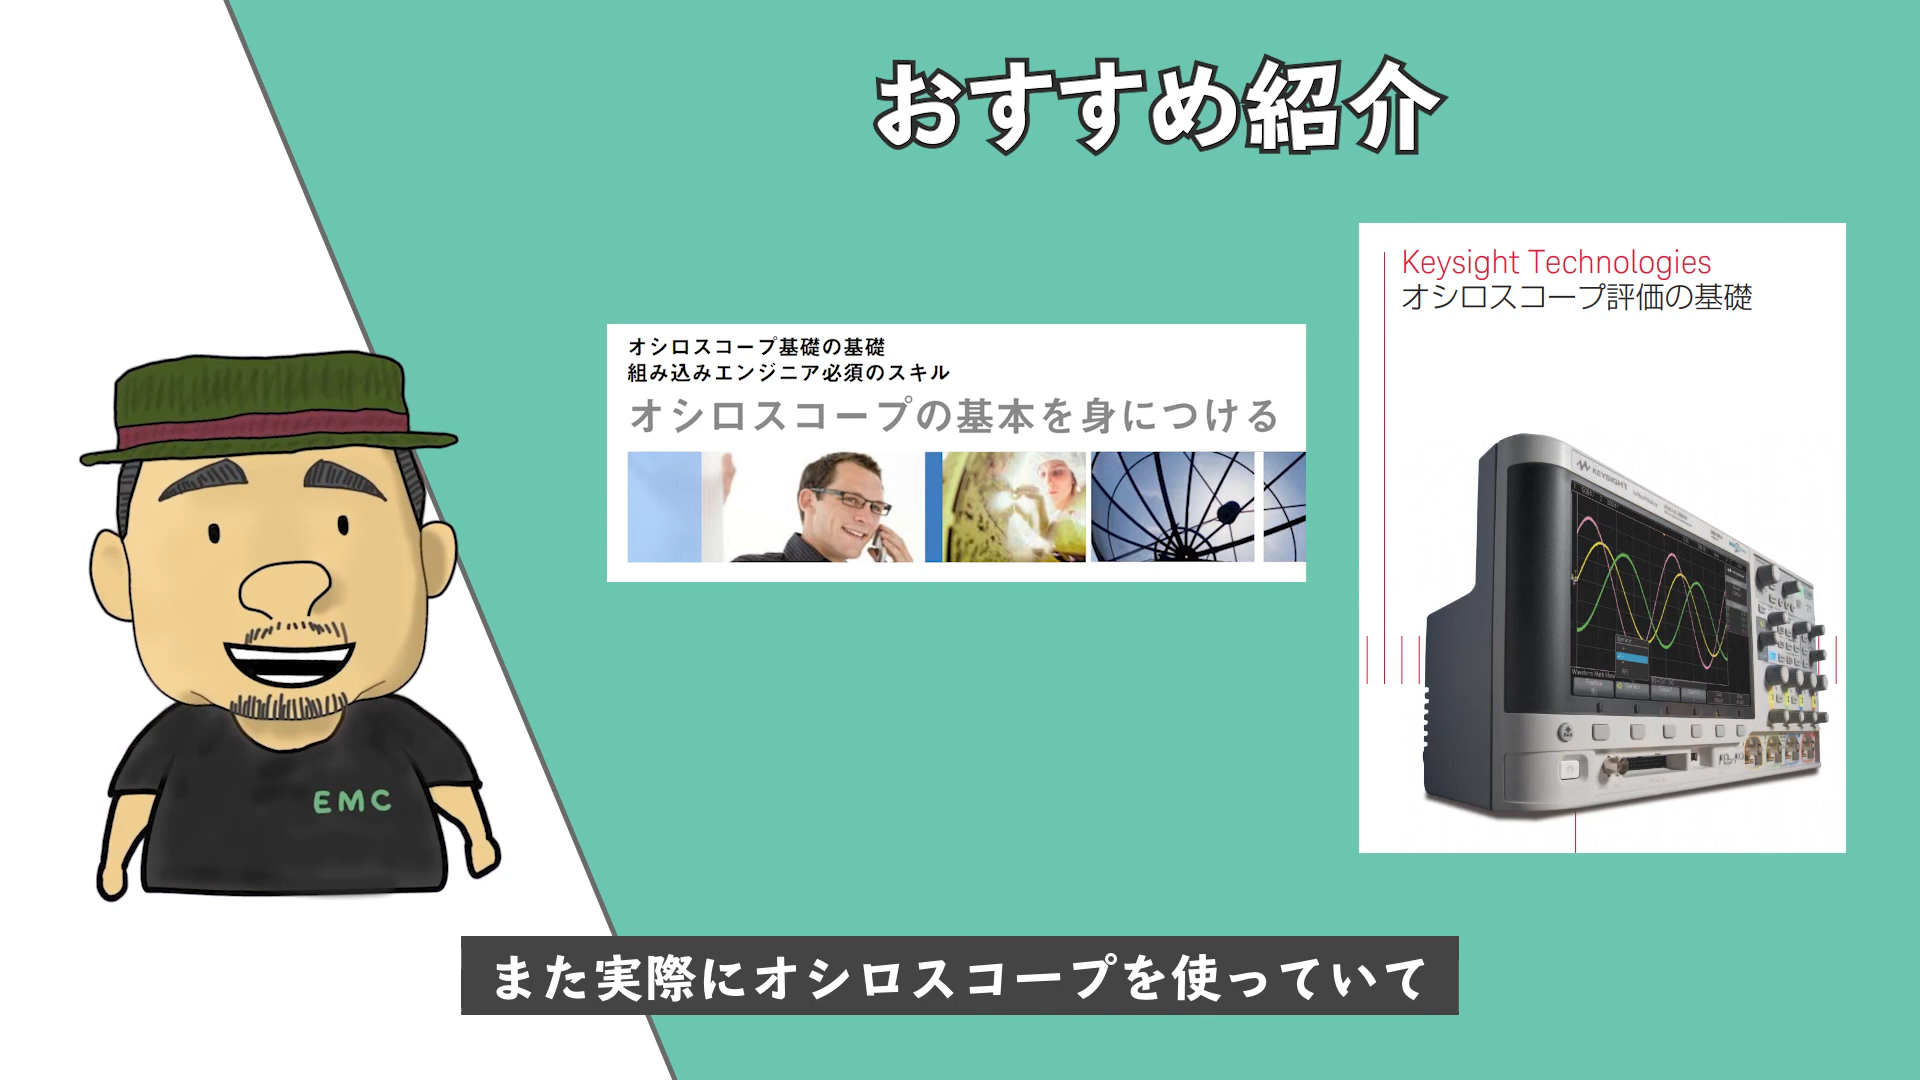 おすすめ紹介
オシロスコープ基礎の基礎
組み込みエンジニア必須のスキル
オシロスコープの基本を身につける
Keysight Technologies
オシロスコープ評価の基礎
KEYSIGHT
EMC
また実際にオシロスコープを使っていて